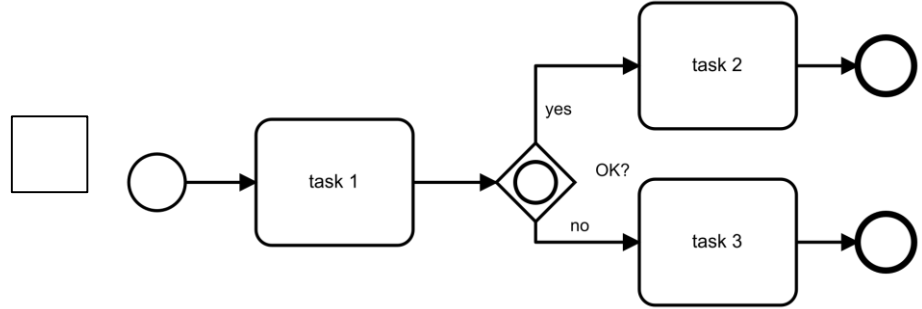 task 2
yes
task 1
OK?
no
task 3